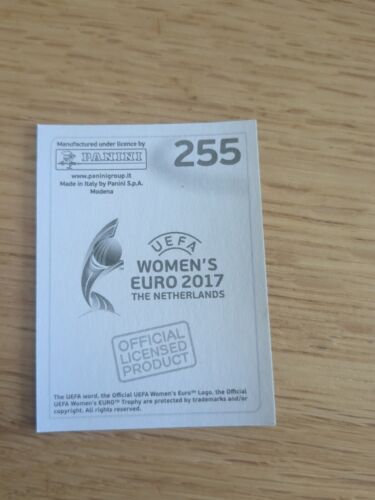 Manufactured under licence by
PANINI
www.paninigroup.it
Made in Italy by Panini S.p.A.
Modena
255
UEFA
WOMEN'S
EURO 2017
THE NETHERLANDS
OFFICIAL
LICENSED
PRODUCT
The UEFA word, the Official UEFA Women's Euro™ Logo, the Official
UEFA Women's EURO™ Trophy are protected by trademarks and/or
copyright. All rights reserved.